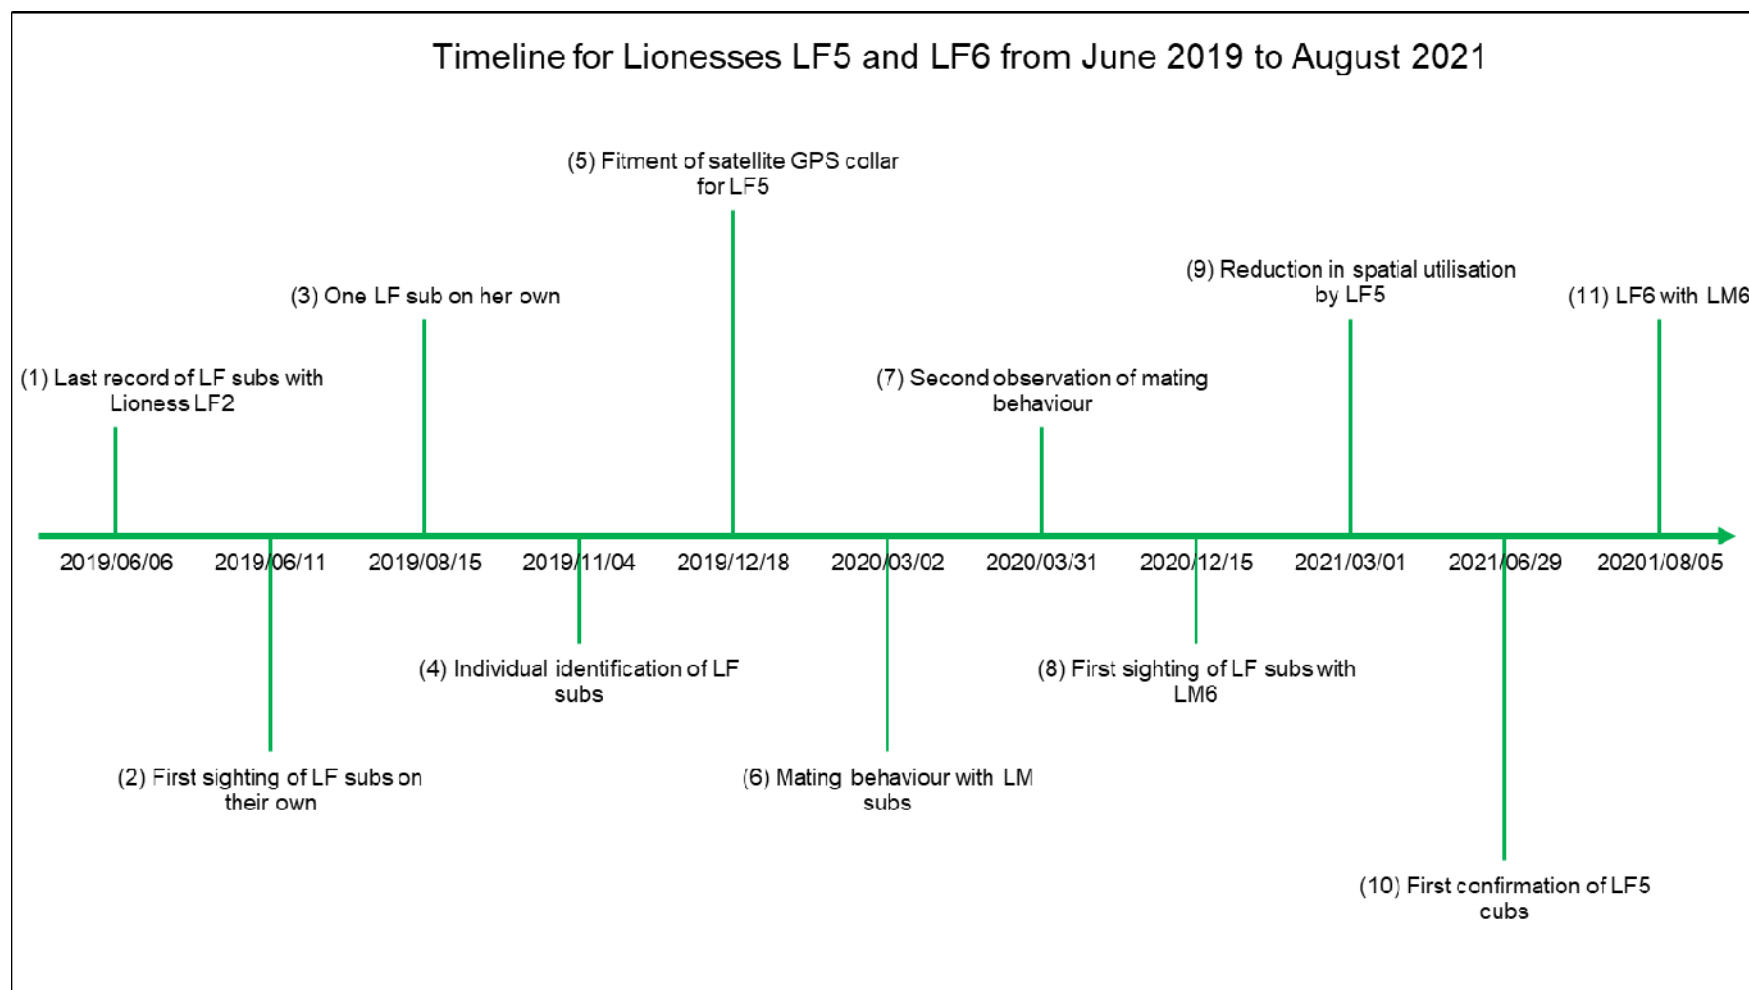 Timeline for Lionesses LF5 and LF6 from June 2019 to August 2021
(5) Fitment of satellite GPS collar
for LF5
(9) Reduction in spatial utilisation
by LF5
(3) One LF sub on her own
(11) LF6 with LM6
(1) Last record of LF subs with
Lioness LF2
(7) Second observation of mating
behaviour
2019/06/06 2019/06/11 2019/08/15 2019/11/04 2019/12/18 2020/03/02 2020/03/31 2020/12/15 2021/03/01 2021/06/29 20201/08/05
(4) Individual identification of LF
subs
(8) First sighting of LF subs with
LM6
(2) First sighting of LF subs on
their own
(6) Mating behaviour with LM
subs
(10) First confirmation of LF5
cubs